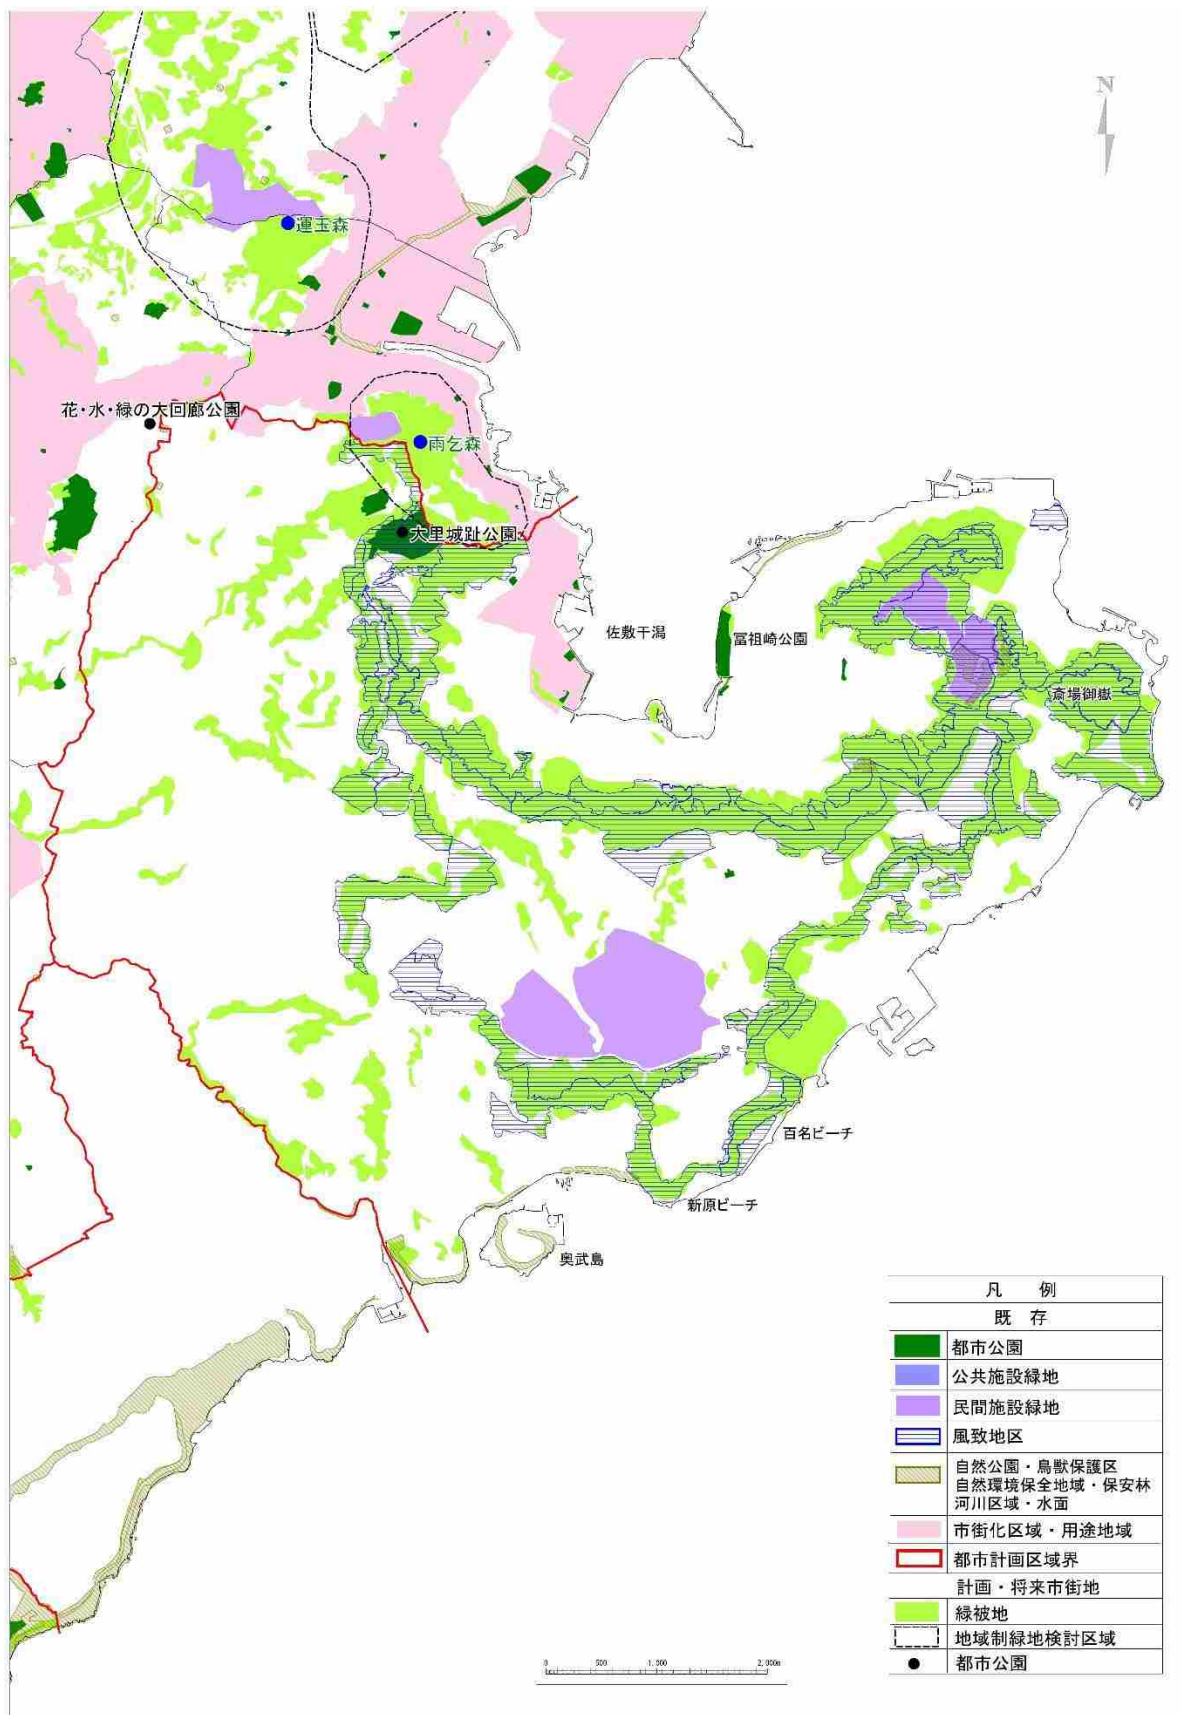 N
運玉森
花・水・緑の大回廊公園
雨乞森
大里城趾公園
佐敷干潟
冨祖崎公園
斎場御嶽
百名ビーチ
新原ビーチ
奥武島
凡 例
既 存
都市公園
公共施設緑地
民間施設緑地
風致地区
自然公園・鳥獣保護区
自然環境保全地域・保安林
河川区域・水面
市街化区域・用途地域
都市計画区域界
計画・将来市街地
緑被地
地域制緑地検討区域
都市公園
0 500 1,000 2,000m